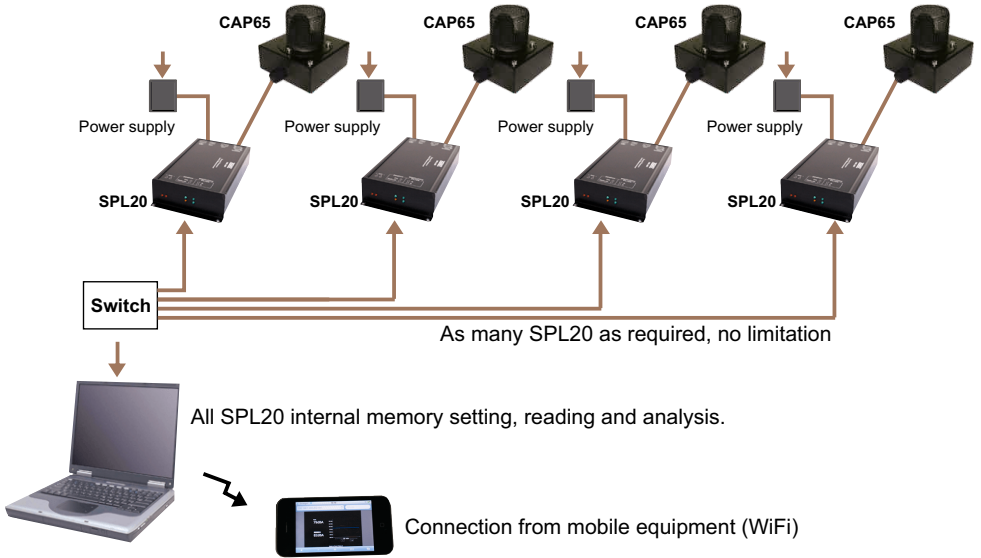 CAP65
CAP65
CAP65
CAP65
Power supply
Power supply
Power supply
Power supply
SPL20
SPL20
SPL20
SPL20
Switch
As many SPL20 as required, no limitation
All SPL20 internal memory setting, reading and analysis.
Connection from mobile equipment (WiFi)